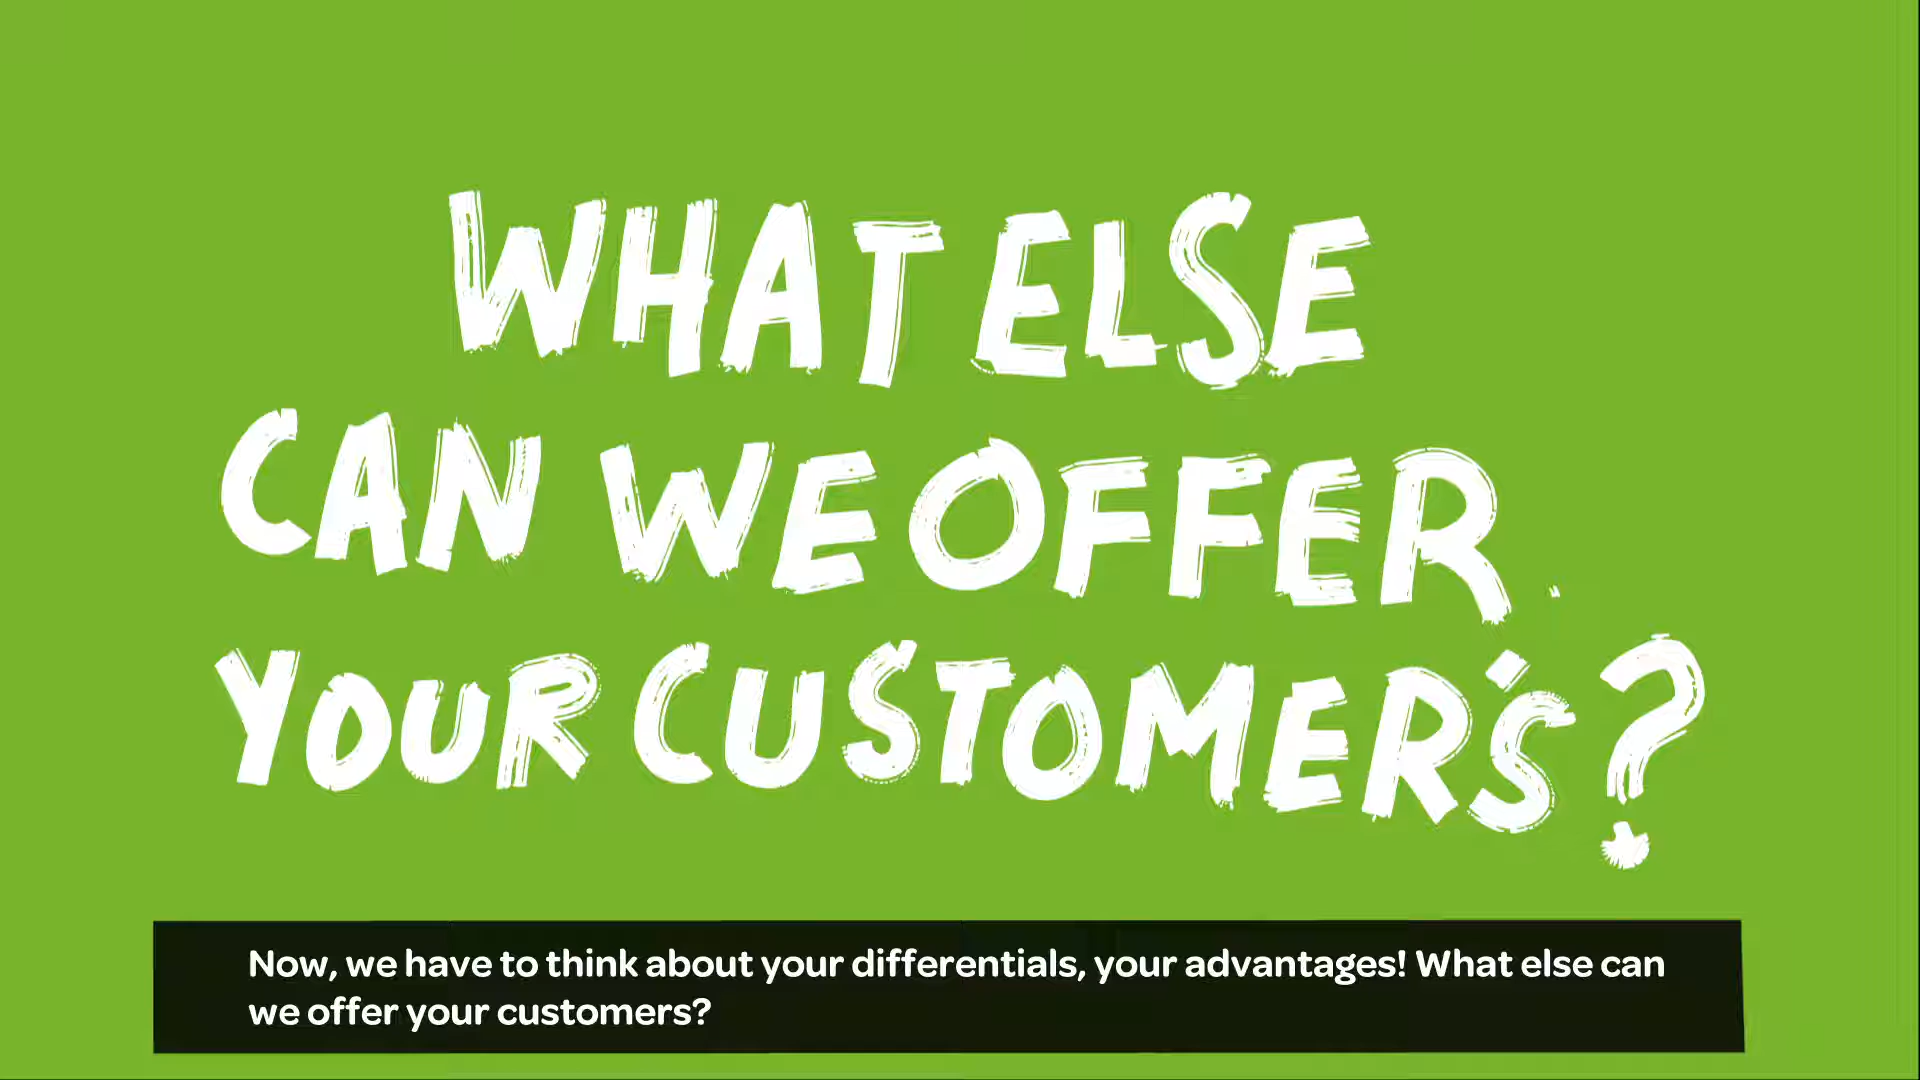 WHAT ELSE
CAN WE OFFER
YOUR CUSTOMER'S?
Now, we have to think about your differentials, your advantages! What else can
we offer your customers?